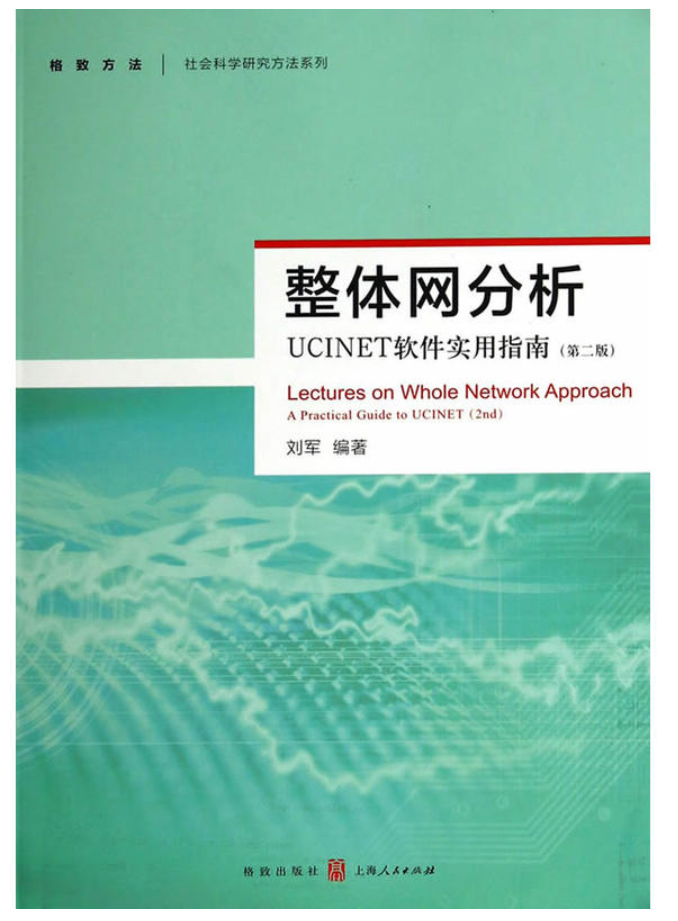 格致方法 | 社会科学研究方法系列
整体网分析
UCINET软件实用指南（第二版）
Lectures on Whole Network Approach
A Practical Guide to UCINET (2nd)
刘军 编著
格致出版社 高 上海人民出版社